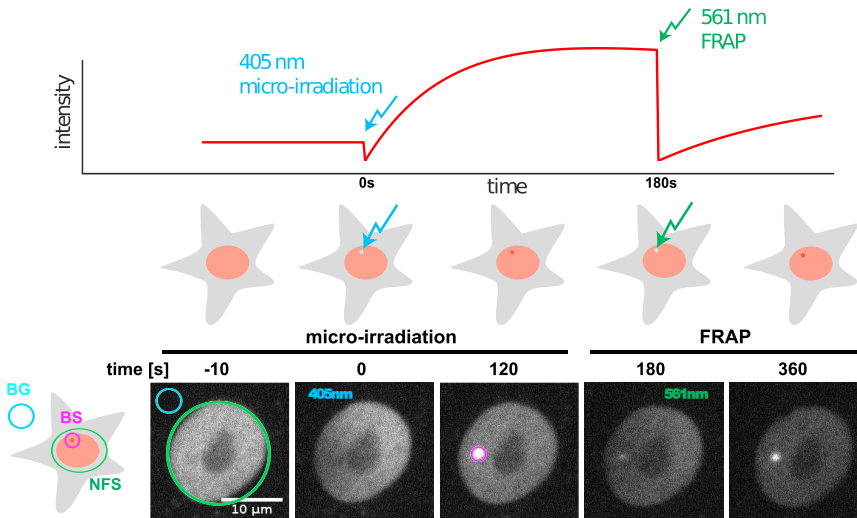 561 nm
FRAP
405 nm
micro-irradiation
intensity
0s
time
180s
micro-irradiation
FRAP
time [s]
-10
0
120
180
360
BG
BS
NFS
405nm
561nm
10 µm